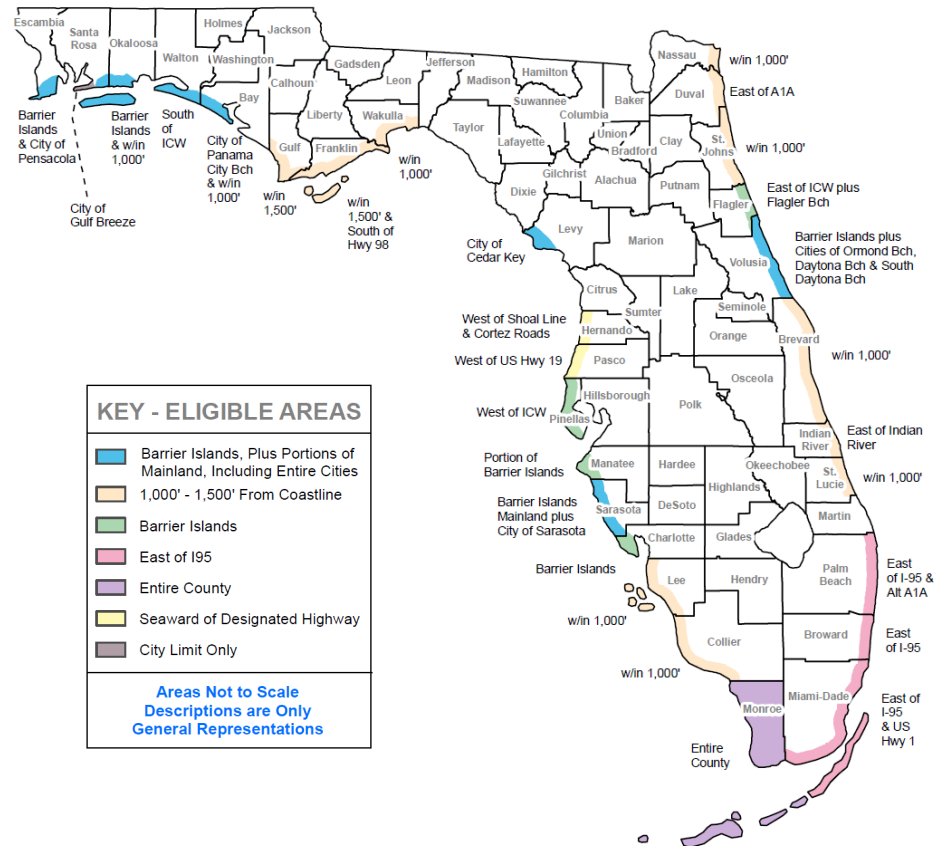 Escambia
Santa
Rosa
Okaloosa
Walton
Holmes
Washington
Jackson
Bay
Calhoun
Gulf
Liberty
Franklin
Gadsden
Leon
Wakulla
Jefferson
Madison
Taylor
Hamilton
Suwannee
Lafayette
Columbia
Baker
Union
Bradford
Gilchrist
Dixie
Alachua
Nassau
Duval
Clay
St.
Johns
Putnam
Flagler
Levy
Marion
Volusia
Citrus
Sumter
Lake
Seminole
Orange
Brevard
Hernando
Pasco
Hillsborough
Pinellas
Polk
Osceola
Indian
River
Manatee
Hardee
Okeechobee
St.
Lucie
Highlands
Sarasota
DeSoto
Martin
Charlotte
Glades
Lee
Hendry
Palm
Beach
Collier
Broward
Monroe
Miami-Dade
Barrier
Islands
& City of
Pensacola
City of
Gulf Breeze
Barrier
Islands
& w/in
1,000'
South
of
ICW
City of
Panama
City Bch
& w/in
1,000'
w/in
1,500'
w/in
1,500' &
South of
Hwy 98
w/in
1,000'
w/in 1,000'
East of A1A
w/in 1,000'
East of ICW plus
Flagler Bch
Barrier Islands plus
Cities of Ormond Bch,
Daytona Bch & South
Daytona Bch
w/in 1,000'
East of Indian
River
w/in 1,000'
East
of I-95 &
Alt A1A
East
of I-95
East of
I-95
& US
Hwy 1
City of
Cedar Key
West of Shoal Line
& Cortez Roads
West of US Hwy 19
West of ICW
Portion of
Barrier Islands
Barrier Islands
Mainland plus
City of Sarasota
Barrier Islands
w/in 1,000'
w/in 1,000'
Entire
County
KEY - ELIGIBLE AREAS
Barrier Islands, Plus Portions of
Mainland, Including Entire Cities
1,000' - 1,500' From Coastline
Barrier Islands
East of I95
Entire County
Seaward of Designated Highway
City Limit Only
Areas Not to Scale
Descriptions are Only
General Representations